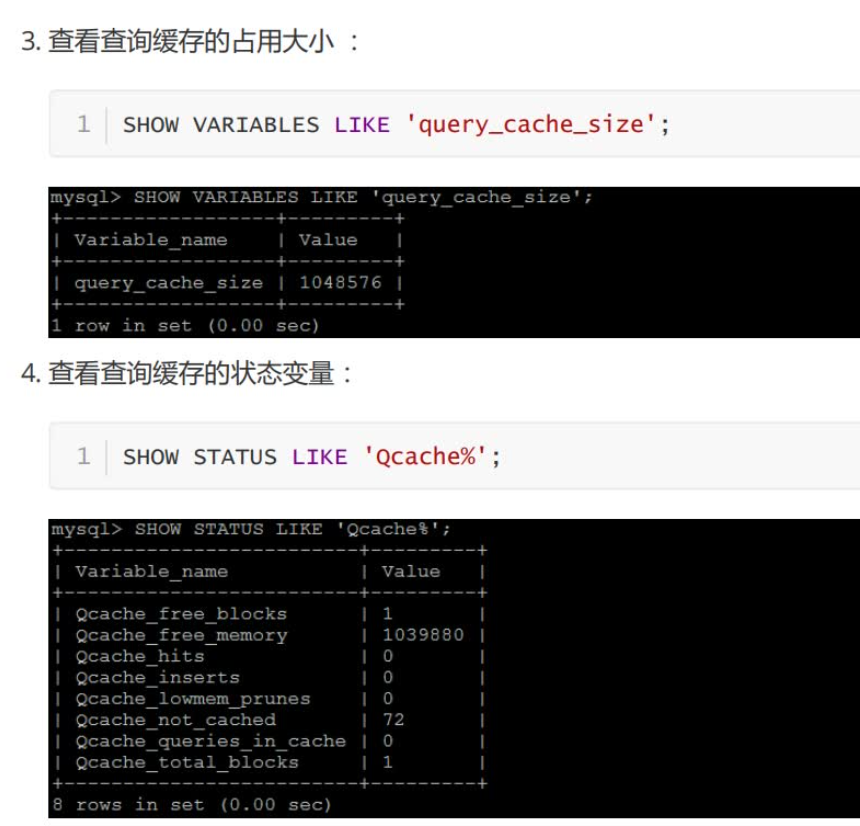 3. 查看查询缓存的占用大小 ：
1 SHOW VARIABLES LIKE 'query_cache_size';
mysql> SHOW VARIABLES LIKE 'query_cache_size';
+------------------+---------+
| Variable_name    | Value   |
+------------------+---------+
| query_cache_size | 1048576 |
+------------------+---------+
1 row in set (0.00 sec)
4. 查看查询缓存的状态变量：
1 SHOW STATUS LIKE 'Qcache%';
mysql> SHOW STATUS LIKE 'Qcache%';
+-------------------------+---------+
| Variable_name           | Value   |
+-------------------------+---------+
| Qcache_free_blocks      | 1       |
| Qcache_free_memory      | 1039880 |
| Qcache_hits             | 0       |
| Qcache_inserts          | 0       |
| Qcache_lowmem_prunes    | 0       |
| Qcache_not_cached       | 72      |
| Qcache_queries_in_cache | 0       |
| Qcache_total_blocks     | 1       |
+-------------------------+---------+
8 rows in set (0.00 sec)